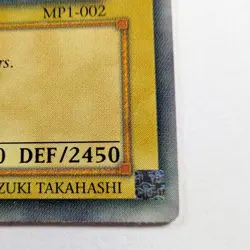 MP1-002
rs.
0 DEF/2450
ZUKI TAKAHASHI